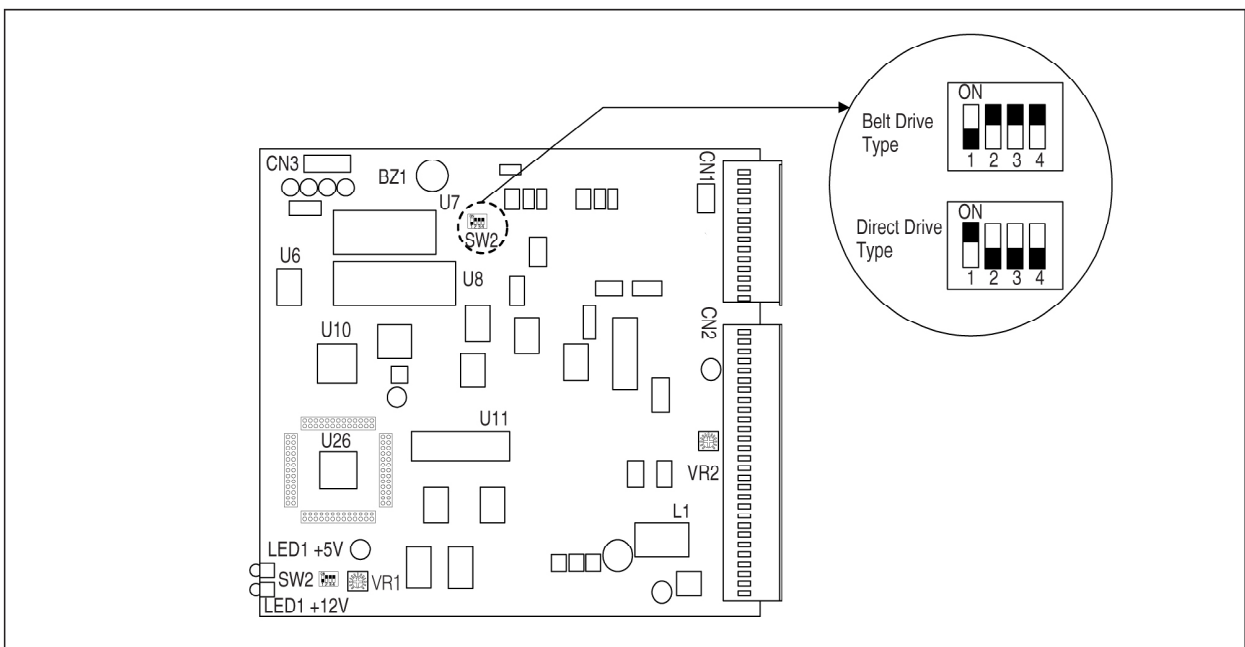 ON
Belt Drive
Type
1 2 3 4
ON
Direct Drive
Type
1 2 3 4
CN3
BZ1
CN1
U7
SW2
U6
U8
CN2
U10
U11
U26
VR2
L1
LED1 +5V
SW2
VR1
LED1 +12V